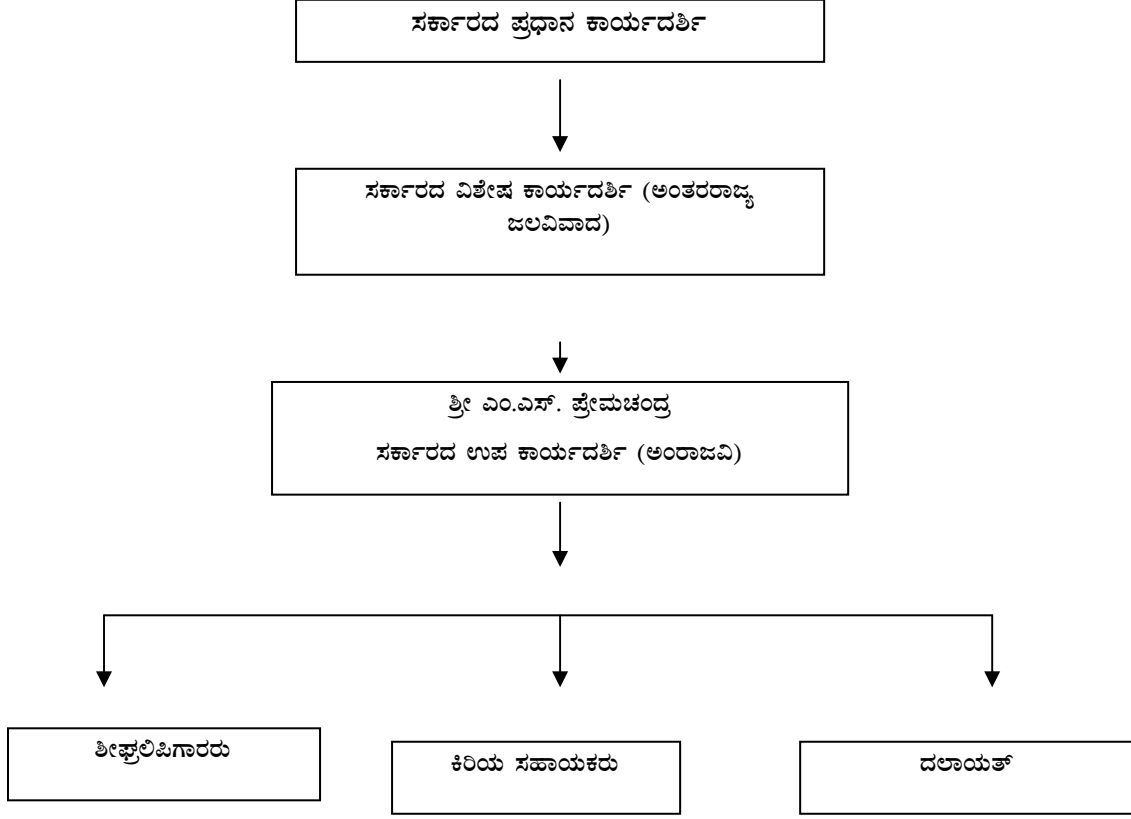 ಸರ್ಕಾರದ ಪ್ರಧಾನ ಕಾರ್ಯದರ್ಶಿ
ಸರ್ಕಾರದ ವಿಶೇಷ ಕಾರ್ಯದರ್ಶಿ (ಅಂತರರಾಜ್ಯ
ಜಲವಿವಾದ)
ಶ್ರೀ ಎಂ.ಎಸ್. ಪ್ರೇಮಚಂದ್ರ
ಸರ್ಕಾರದ ಉಪ ಕಾರ್ಯದರ್ಶಿ (ಅಂರಾಜವಿ)
ಶೀಘ್ರಲಿಪಿಗಾರರು
ಕಿರಿಯ ಸಹಾಯಕರು
ದಲಾಯತ್